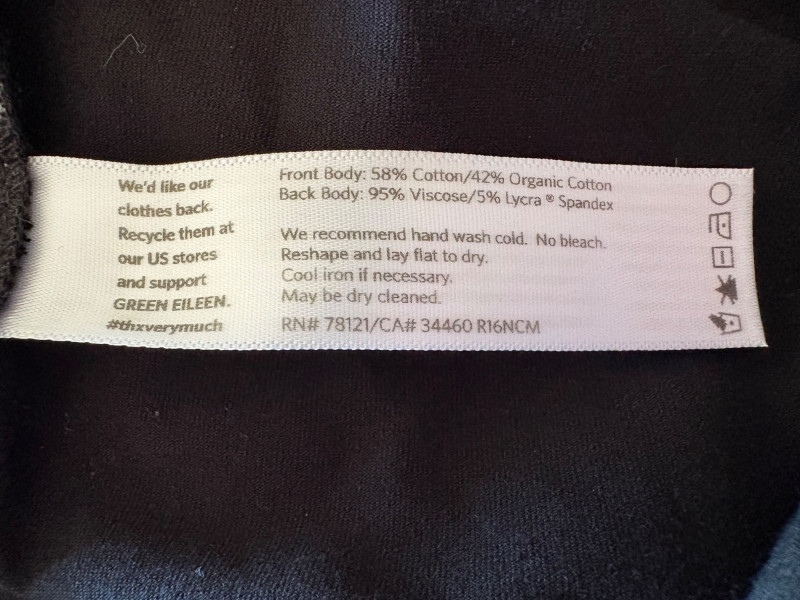 We'd like our
clothes back.
Recycle them at
our US stores
and support
GREEN EILEEN.
#thxverymuch
Front Body: 58% Cotton/42% Organic Cotton
Back Body: 95% Viscose/5% Lycra ® Spandex
We recommend hand wash cold. No bleach.
Reshape and lay flat to dry.
Cool iron if necessary.
May be dry cleaned.
RN# 78121/CA# 34460 R16NCM